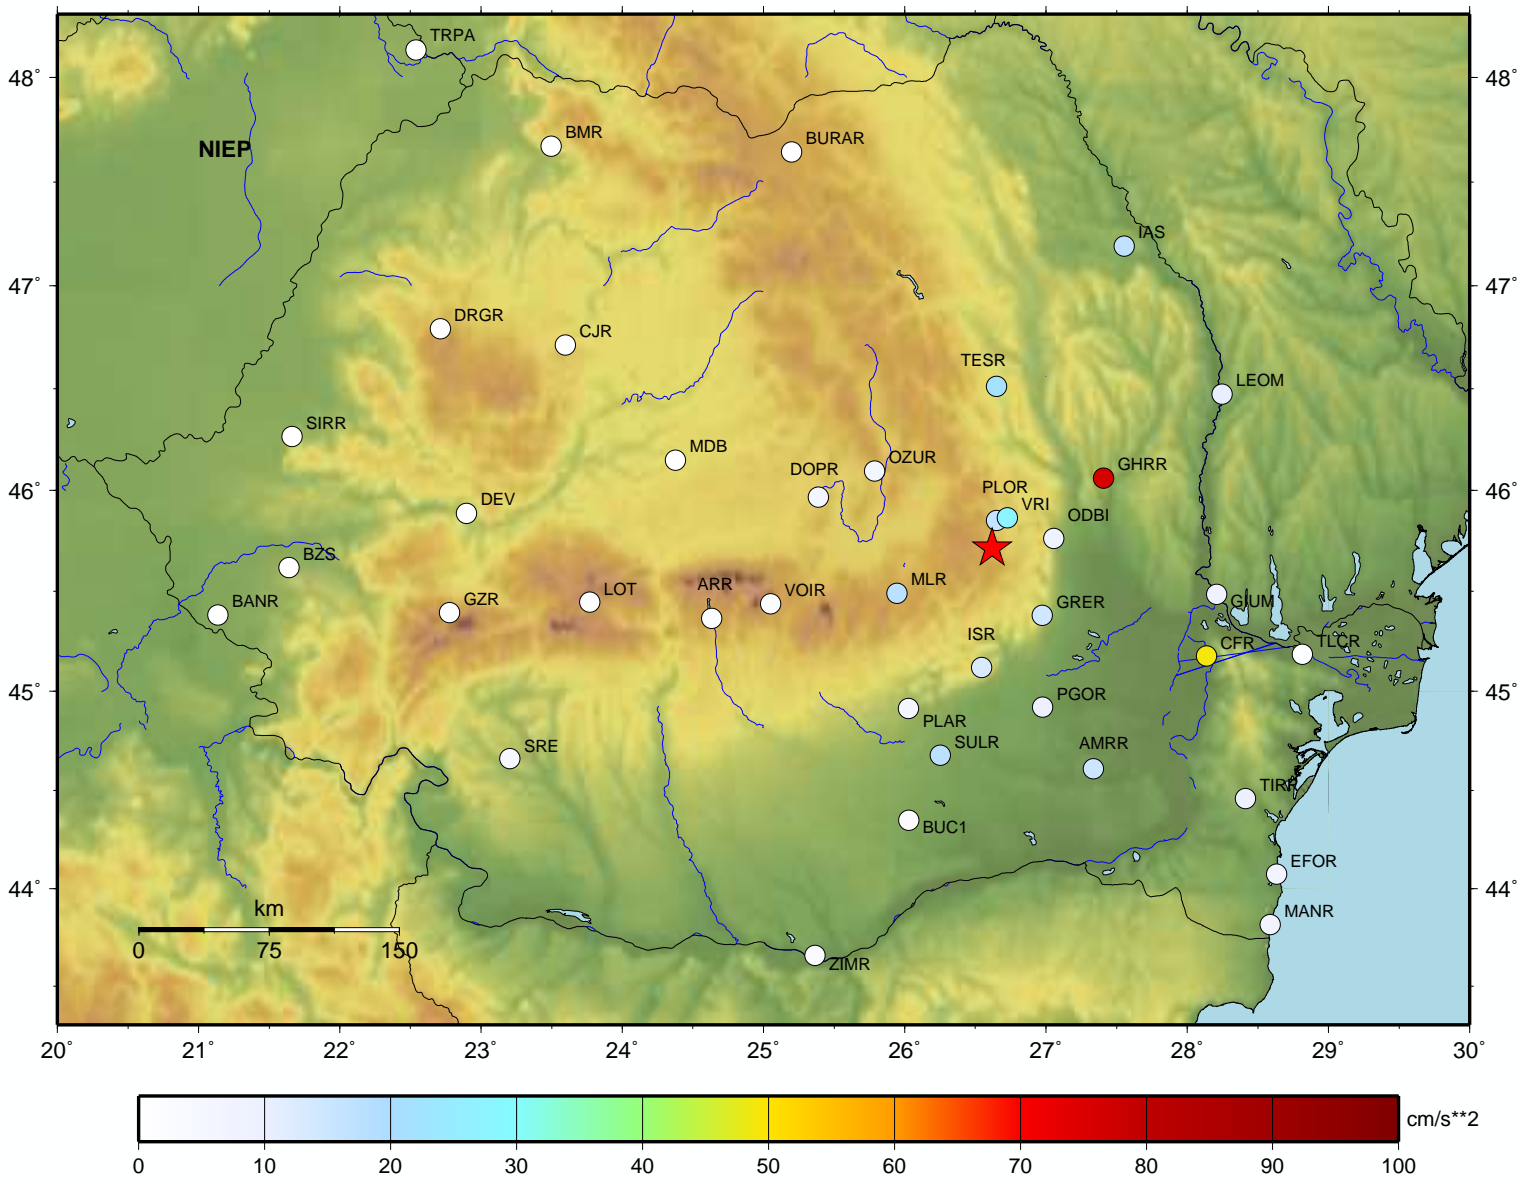 TRPA
48° 48°
BMR
BURAR
NIEP
IAS
47° 47°
DRGR
CJR
TESR
LEOM
SIRR
MDB
DOPR
OZUR
GHRR
46° 46°
PLOR
VRI
DEV
ODBI
BZS
MLR
ARR
LOT
VOIR
GZR
BANR
GRER
GIUM
ISR
CFR
TLCR
45° 45°
PGOR
PLAR
SULR
SRE
AMRR
TIRR
BUC1
EFOR
44° 44°
km
MANR
0 75 150
ZIMR
20° 21° 22° 23° 24° 25° 26° 27° 28° 29° 30°
cm/s**2
0 10 20 30 40 50 60 70 80 90 100